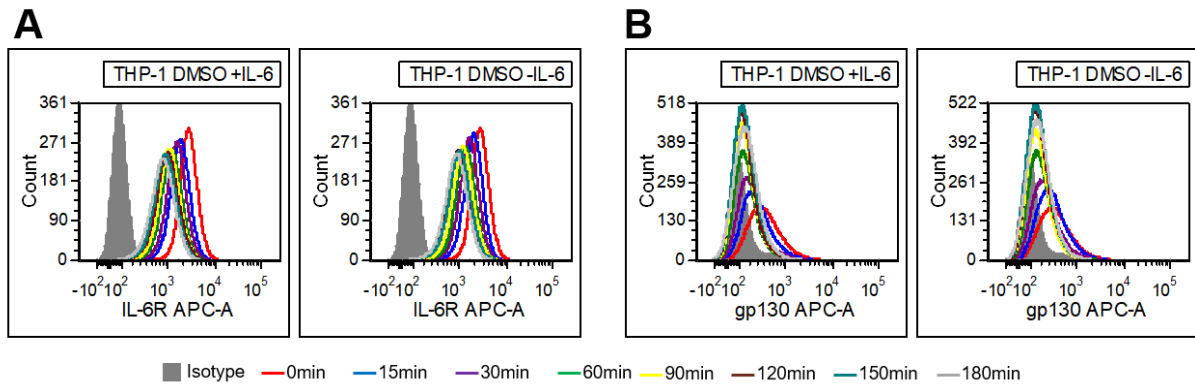 A
B
THP-1 DMSO +IL-6
361
271
181
90
0
Count
-10² 10² 10³ 10⁴ 10⁵
IL-6R APC-A
THP-1 DMSO -IL-6
361
271
181
90
0
Count
-10² 10² 10³ 10⁴ 10⁵
IL-6R APC-A
THP-1 DMSO +IL-6
518
389
259
130
0
Count
-10² 10² 10³ 10⁴ 10⁵
gp130 APC-A
THP-1 DMSO -IL-6
522
392
261
131
0
Count
-10² 10² 10³ 10⁴ 10⁵
gp130 APC-A
Isotype 0min 15min 30min 60min 90min 120min 150min 180min